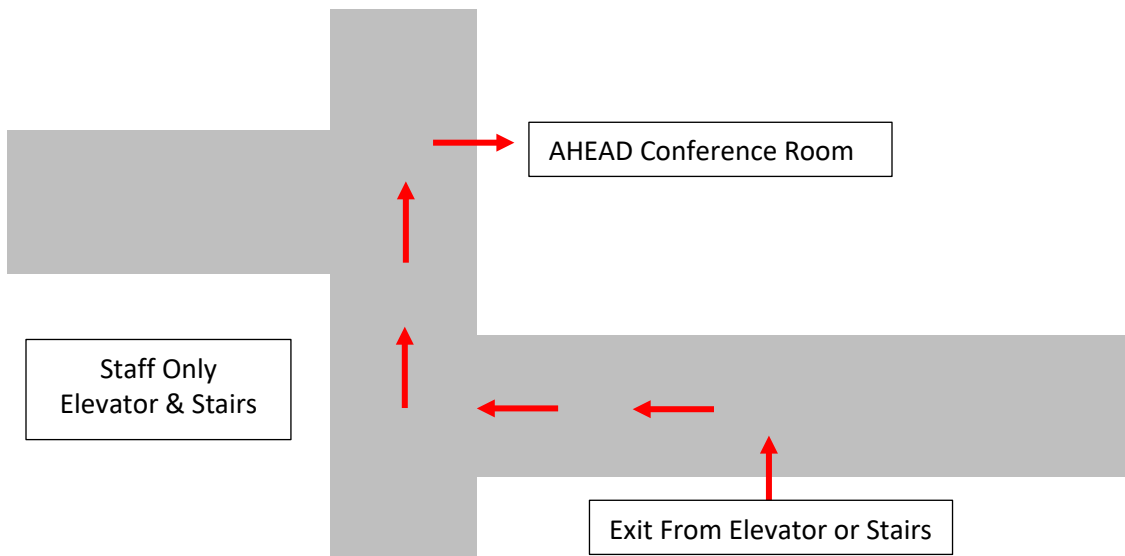 AHEAD Conference Room
Staff Only
Elevator & Stairs
Exit From Elevator or Stairs